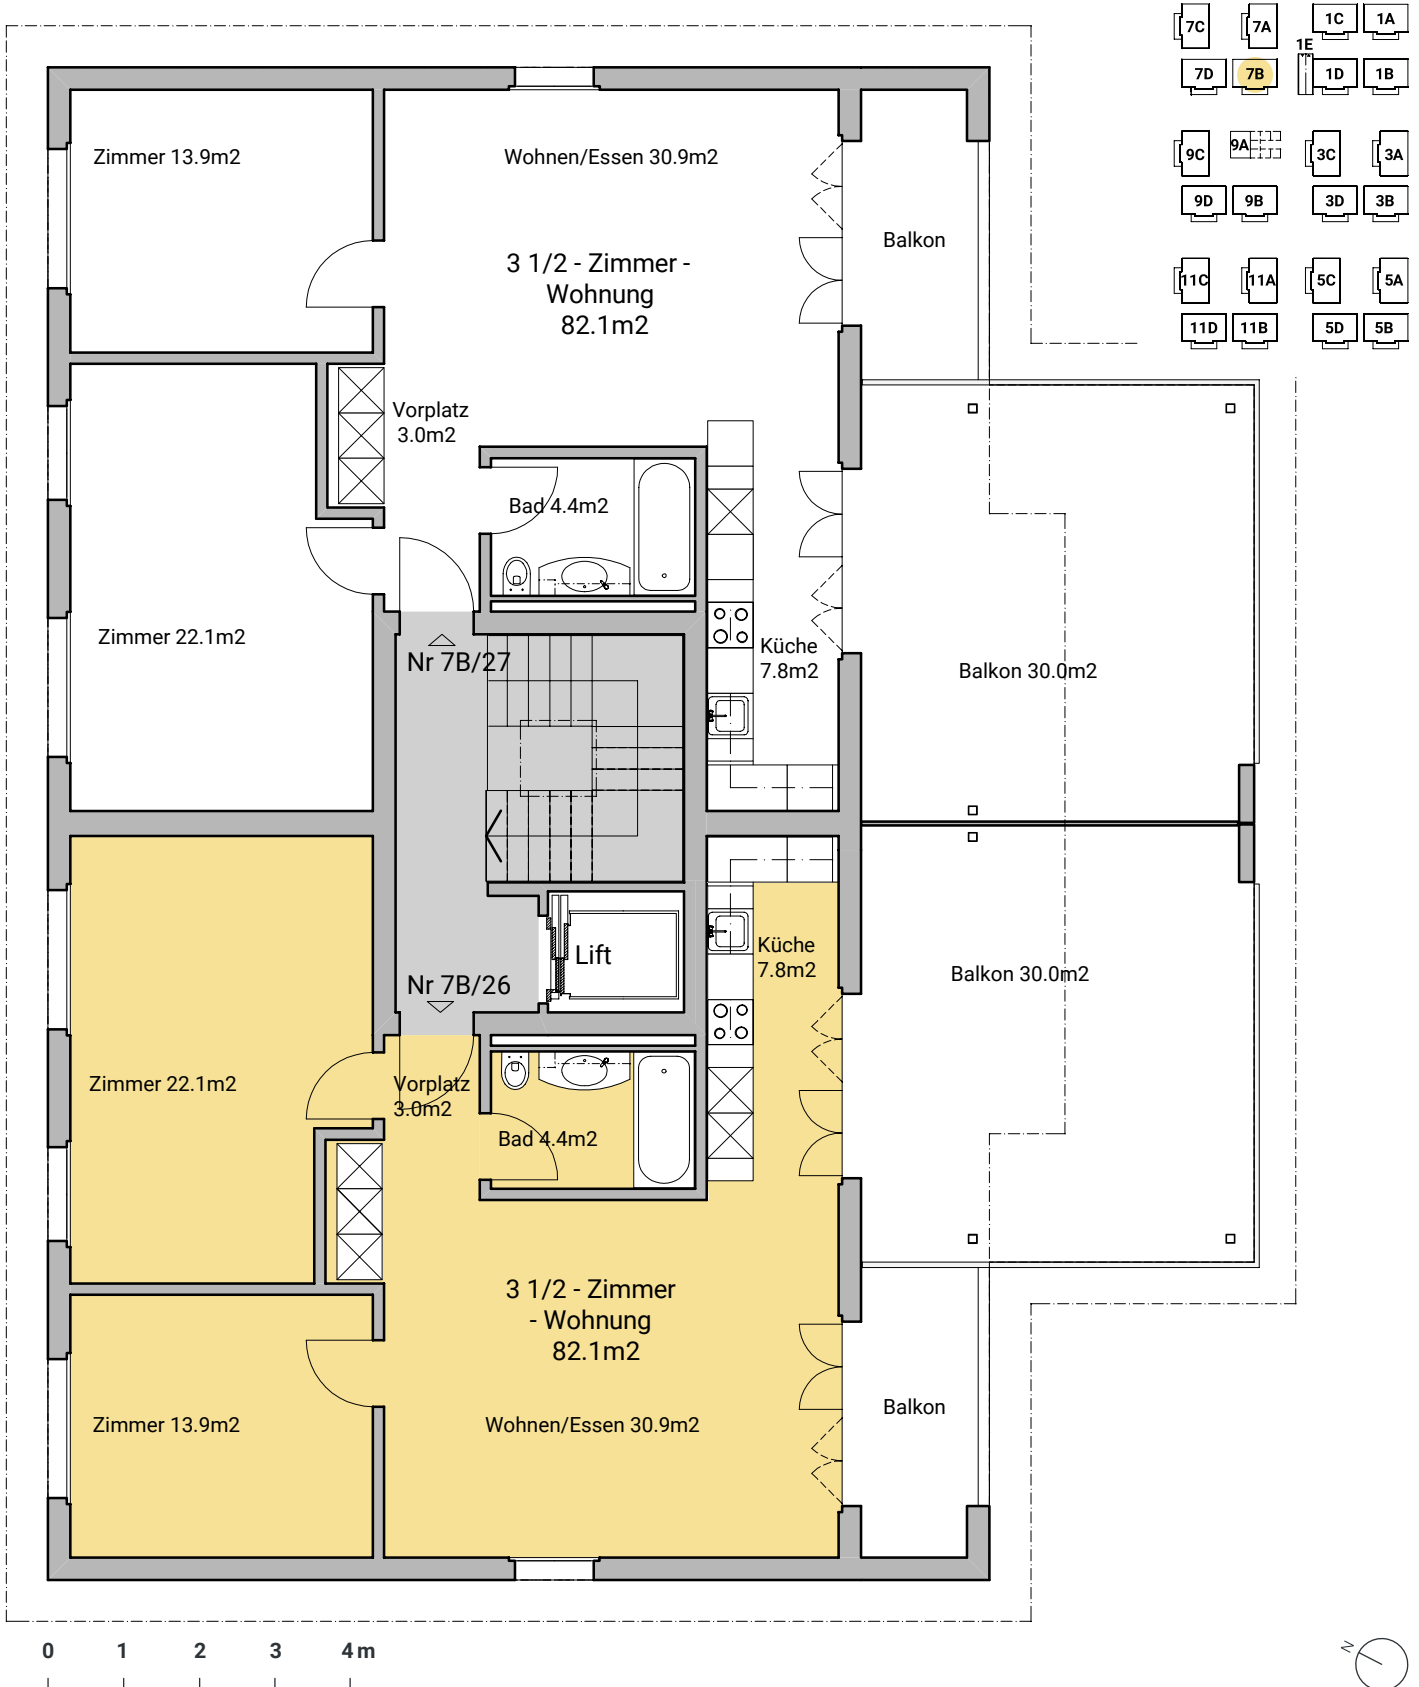 7C 7A 1C 1A
1E
7D 7B 1D 1B
9C 9A 3C 3A
9D 9B 3D 3B
11C 11A 5C 5A
11D 11B 5D 5B
Zimmer 13.9m2
Wohnen/Essen 30.9m2
Balkon
3 1/2 - Zimmer -
Wohnung
82.1m2
Vorplatz
3.0m2
Bad 4.4m2
Zimmer 22.1m2
Nr 7B/27
Küche
7.8m2
Balkon 30.0m2
Küche
7.8m2
Lift
Balkon 30.0m2
Nr 7B/26
Zimmer 22.1m2
Vorplatz
3.0m2
Bad 4.4m2
3 1/2 - Zimmer
- Wohnung
82.1m2
Zimmer 13.9m2
Wohnen/Essen 30.9m2
Balkon
0 1 2 3 4 m
N